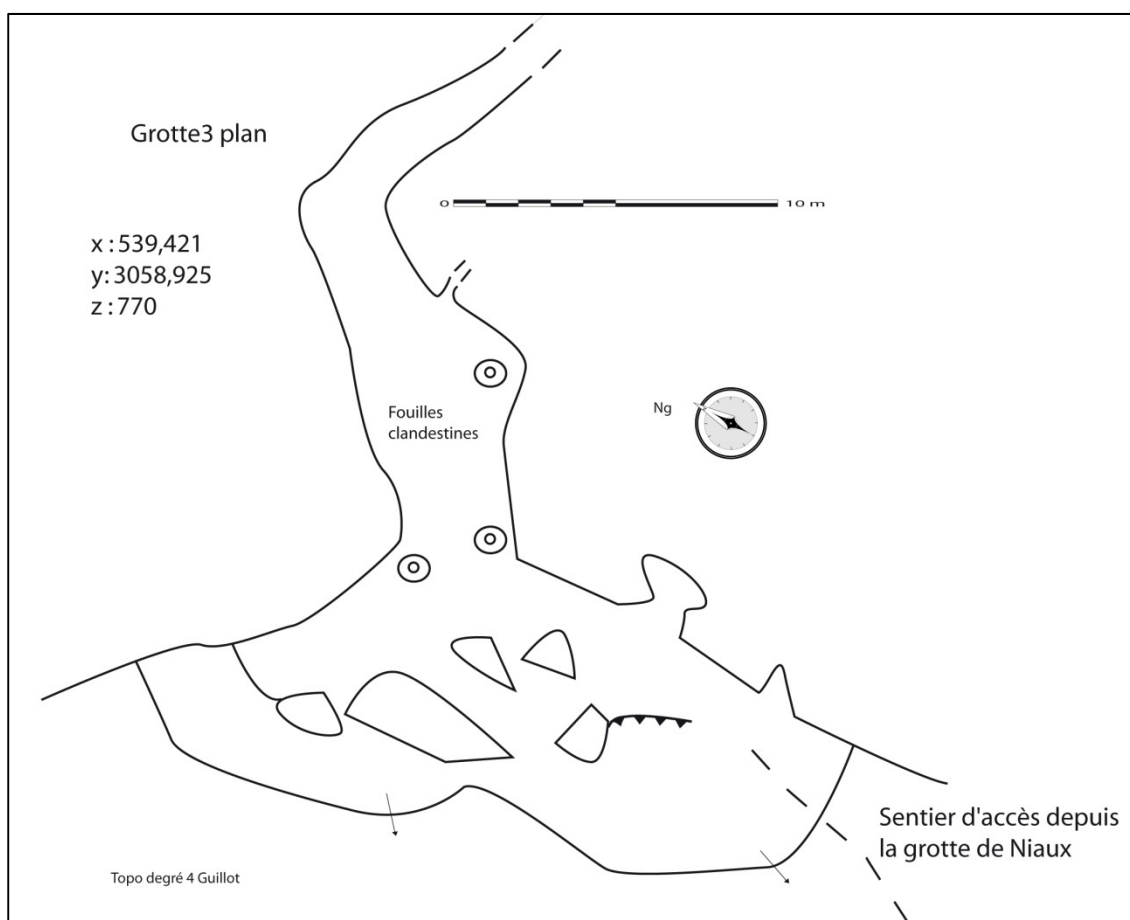 Grotte3 plan
0 10 m
x : 539,421
y: 3058,925
z : 770
Fouilles
clandestines
Ng
Sentier d'accès depuis
la grotte de Niaux
Topo degré 4 Guillot